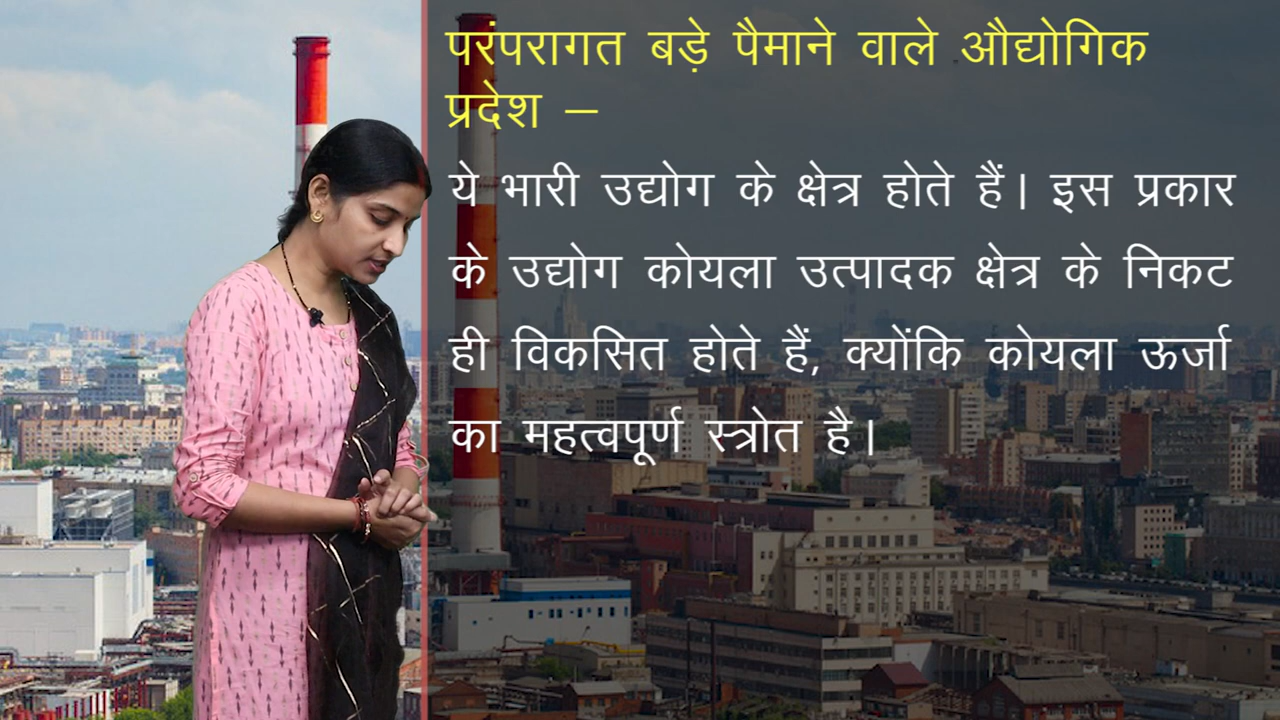 परंपरागत बड़े पैमाने वाले औद्योगिक
प्रदेश –
ये भारी उद्योग के क्षेत्र होते हैं। इस प्रकार
के उद्योग कोयला उत्पादक क्षेत्र के निकट
ही विकसित होते हैं, क्योंकि कोयला ऊर्जा
का महत्वपूर्ण स्त्रोत है।